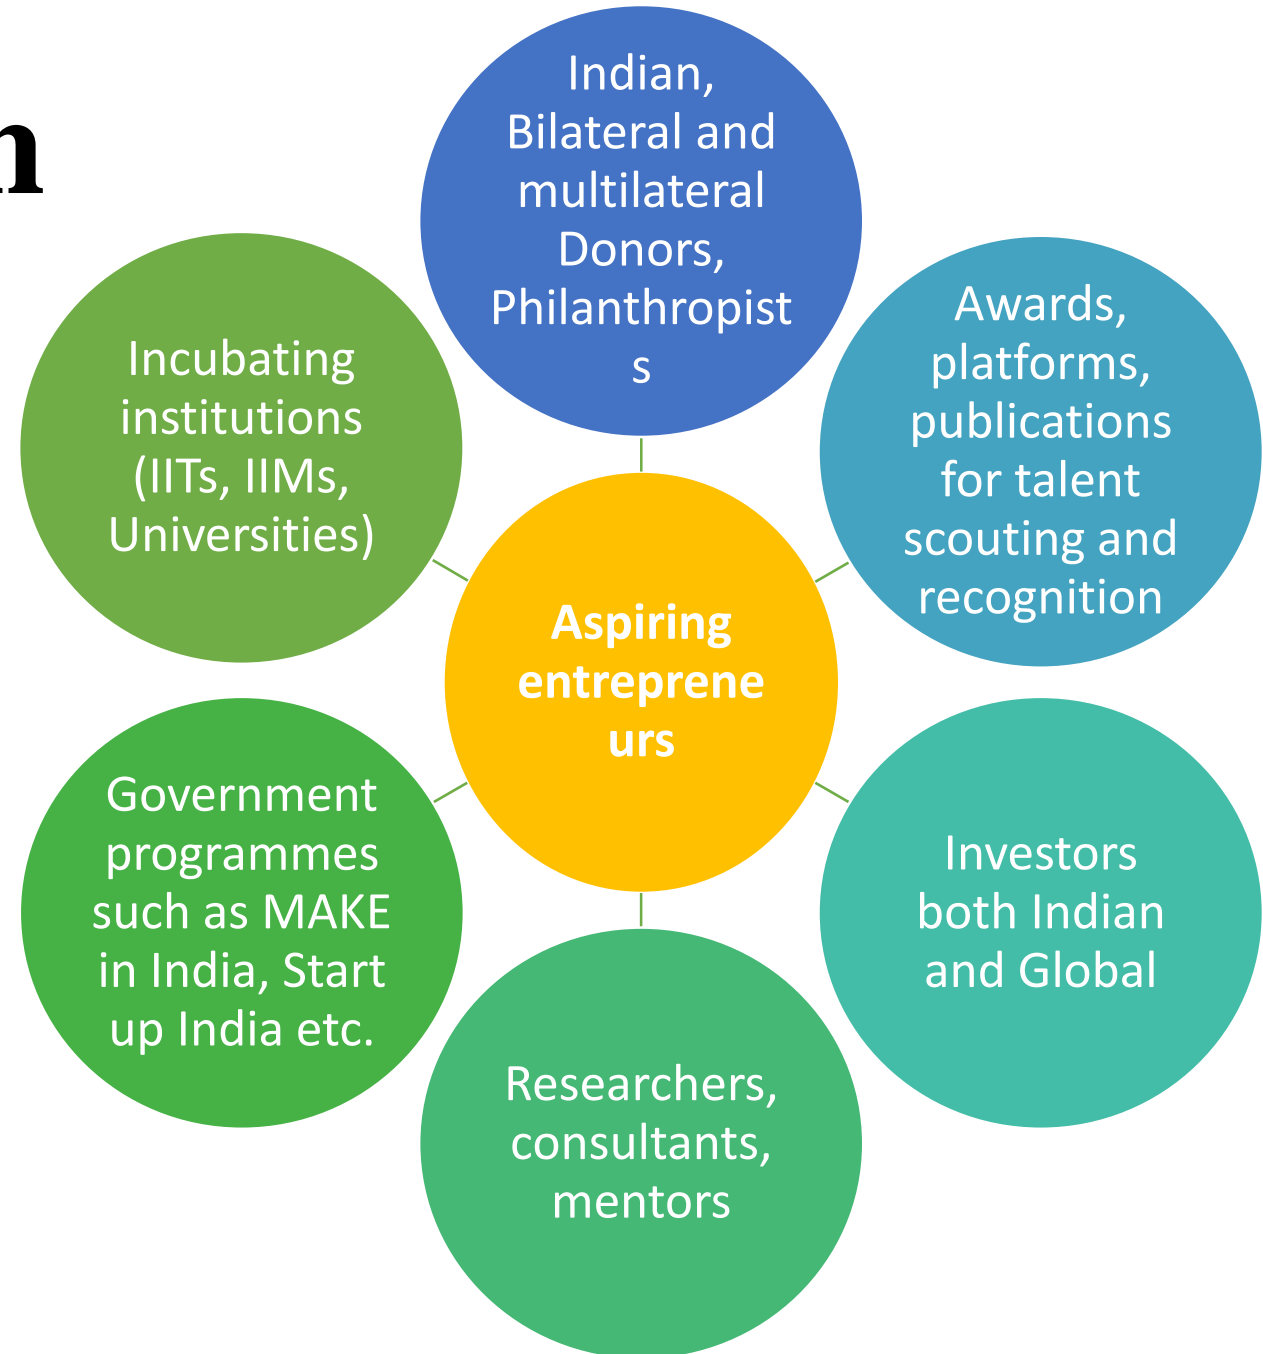 Indian,
Bilateral and
multilateral
Donors,
Philanthropist
s
Awards,
platforms,
publications
for talent
scouting and
recognition
Investors
both Indian
and Global
Researchers,
consultants,
mentors
Government
programmes
such as MAKE
in India, Start
up India etc.
Incubating
institutions
(IITs, IIMs,
Universities)
Aspiring
entreprene
urs